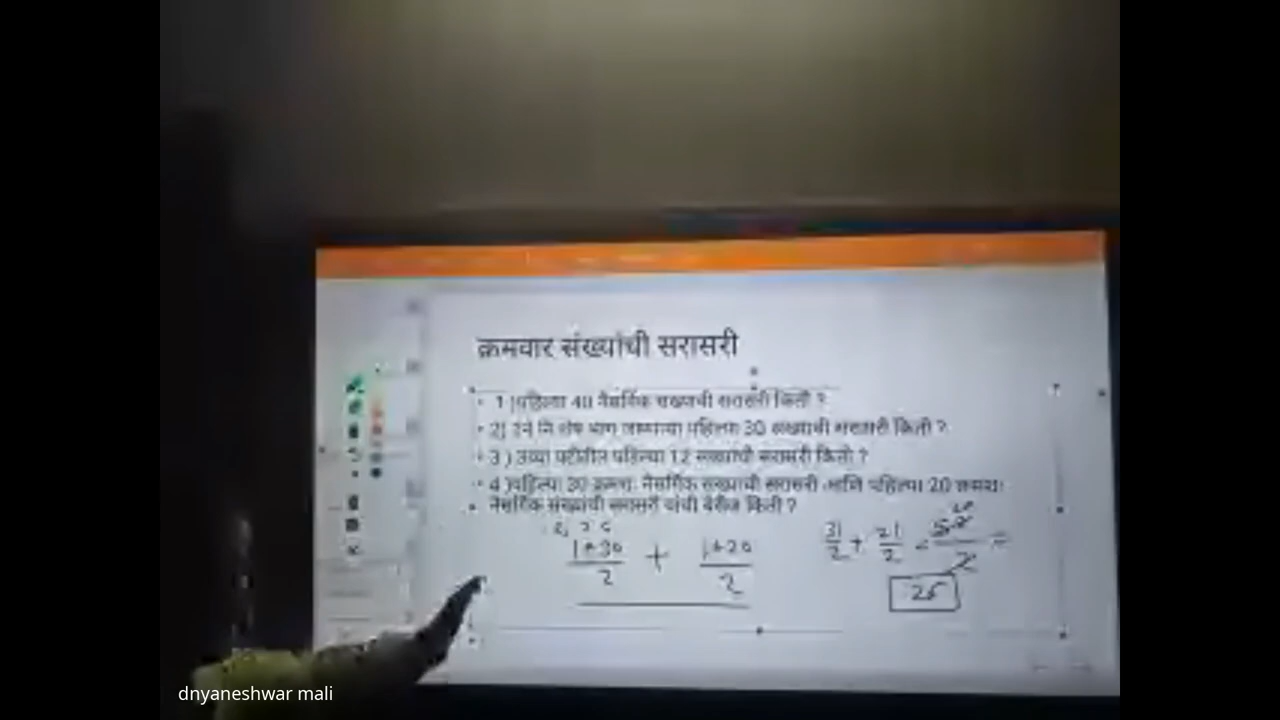 क्रमवार संख्यांची सरासरी
1) पहिल्या 40 नैसर्गिक संख्यांची सरासरी किती ?
2) 2ने नि शेष भाग जाणाऱ्या पहिल्या 30 संख्याची सरासरी किती ?
3 ) 3च्या पटीतील पहिल्या 12 संख्यांची सरासरी किती ?
4 )पहिल्या 30 क्रमशः नैसर्गिक संख्यांची सरासरी आणि पहिल्या 20 क्रमशः
नैसर्गिक संख्यांची सरासरी यांची बेरीज किती ?
1+30/2 + 1+20/2
31/2 + 21/2 = 52/2 =
26
dnyaneshwar mali